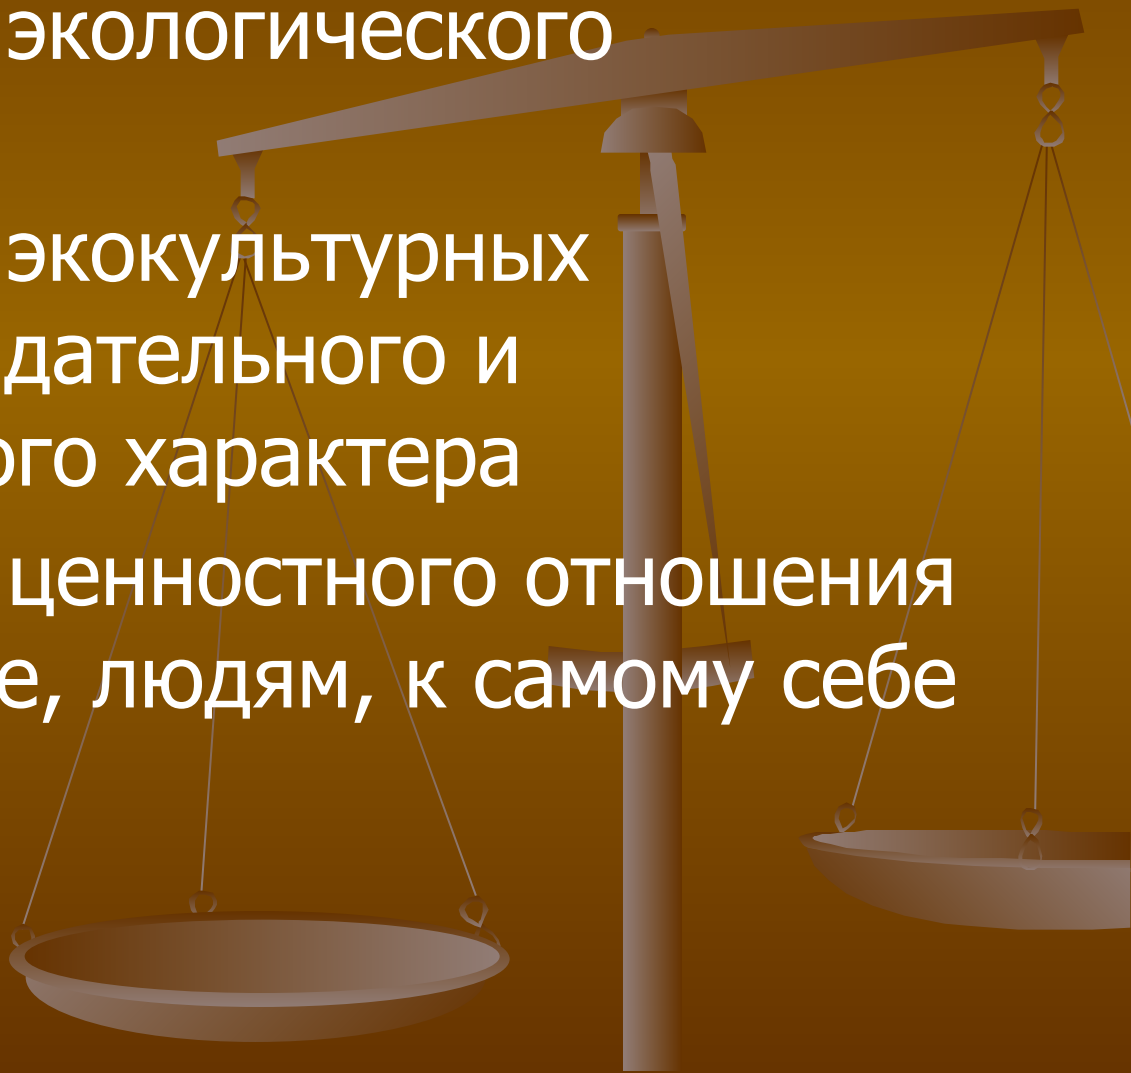 экологического
экокультурных
дательного и
ого характера
ценностного отношения
е, людям, к самому себе